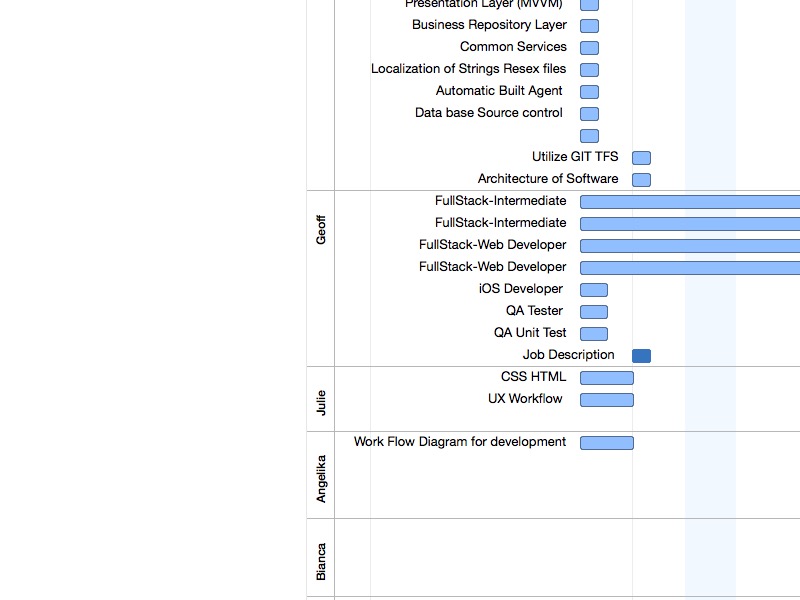 Presentation Layer (MVVM)
Business Repository Layer
Common Services
Localization of Strings Resex files
Automatic Built Agent
Data base Source control
Utilize GIT TFS
Architecture of Software
Geoff
FullStack-Intermediate
FullStack-Intermediate
FullStack-Web Developer
FullStack-Web Developer
iOS Developer
QA Tester
QA Unit Test
Job Description
Julie
CSS HTML
UX Workflow
Angelika
Work Flow Diagram for development
Bianca